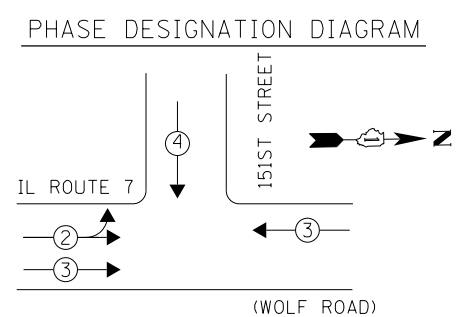 PHASE DESIGNATION DIAGRAM
151ST STREET
4
N
IL ROUTE 7
2
3
3
(WOLF ROAD)